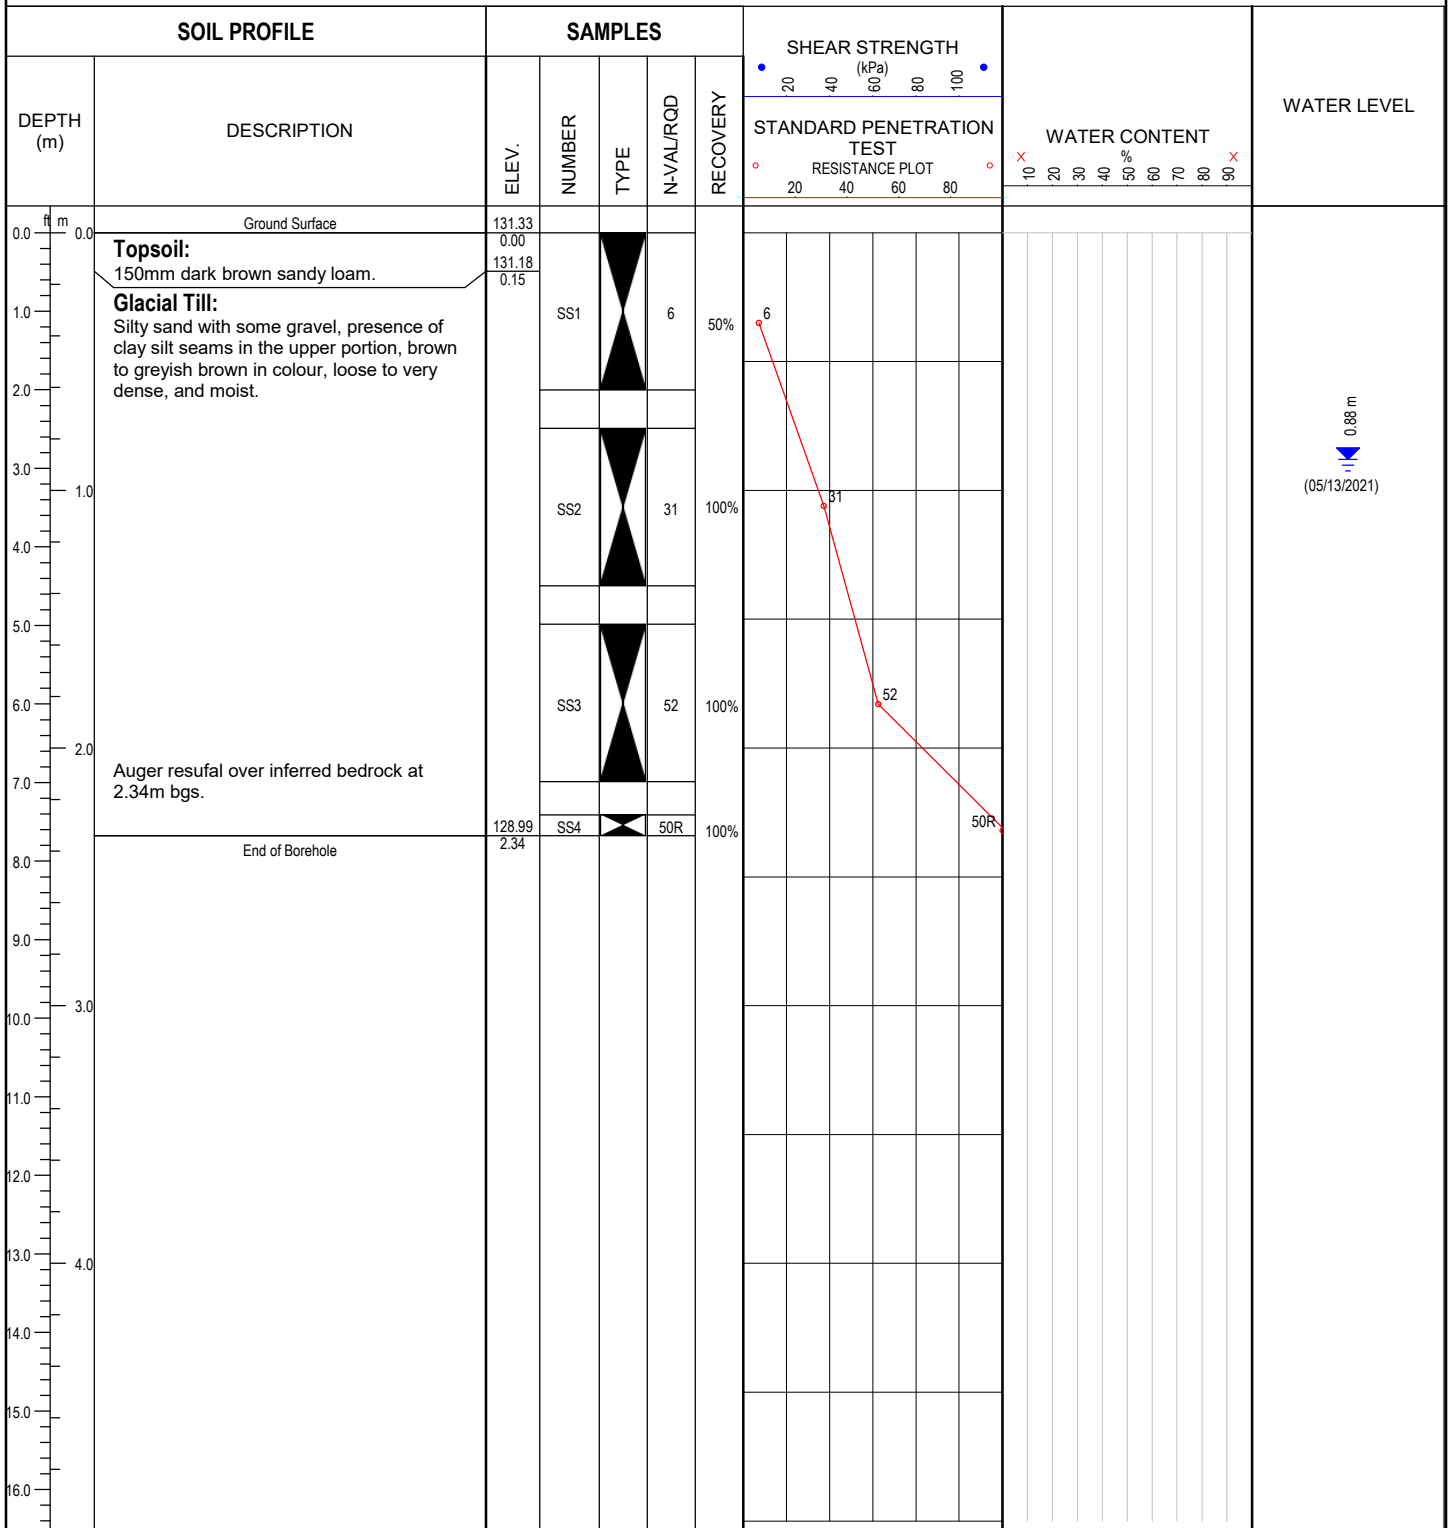 SOIL PROFILE
SAMPLES
SHEAR STRENGTH
(kPa)
20 40 60 80 100
STANDARD PENETRATION
TEST
RESISTANCE PLOT
20 40 60 80
WATER CONTENT
%
10 20 30 40 50 60 70 80 90
WATER LEVEL
DEPTH
(m)
DESCRIPTION
ELEV.
NUMBER
TYPE
N-VAL/RQD
RECOVERY
ft m
Ground Surface
131.33
0.0 0.0
0.00
Topsoil:
150mm dark brown sandy loam.
131.18
0.15
Glacial Till:
Silty sand with some gravel, presence of
clay silt seams in the upper portion, brown
to greyish brown in colour, loose to very
dense, and moist.
1.0
SS1 6 50%
6
2.0
0.88 m
(05/13/2021)
3.0
1.0
SS2 31 100%
31
4.0
5.0
6.0
SS3 52 100%
52
2.0
7.0
Auger resufal over inferred bedrock at
2.34m bgs.
128.99
2.34
SS4 50R 100%
50R
End of Borehole
8.0
9.0
3.0
10.0
11.0
12.0
13.0
4.0
14.0
15.0
16.0